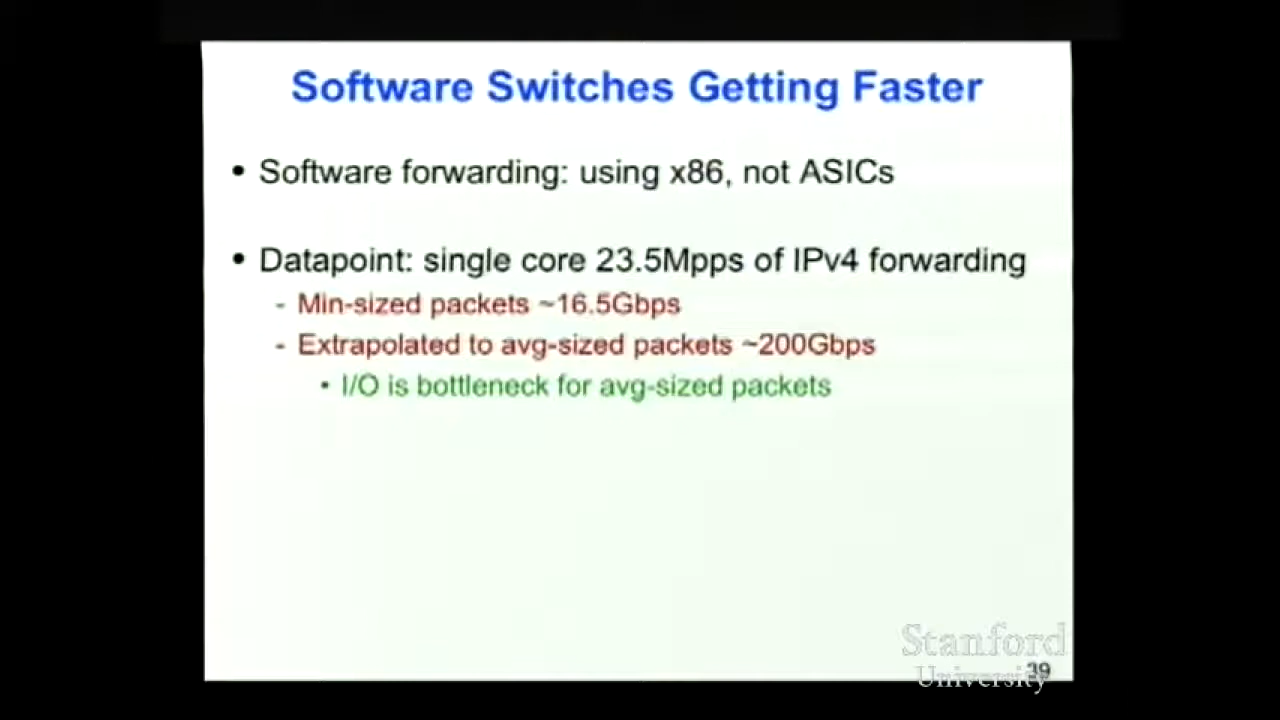 Software Switches Getting Faster
• Software forwarding: using x86, not ASICs
• Datapoint: single core 23.5Mpps of IPv4 forwarding
- Min-sized packets ~16.5Gbps
- Extrapolated to avg-sized packets ~200Gbps
• I/O is bottleneck for avg-sized packets
Stanford
University
39